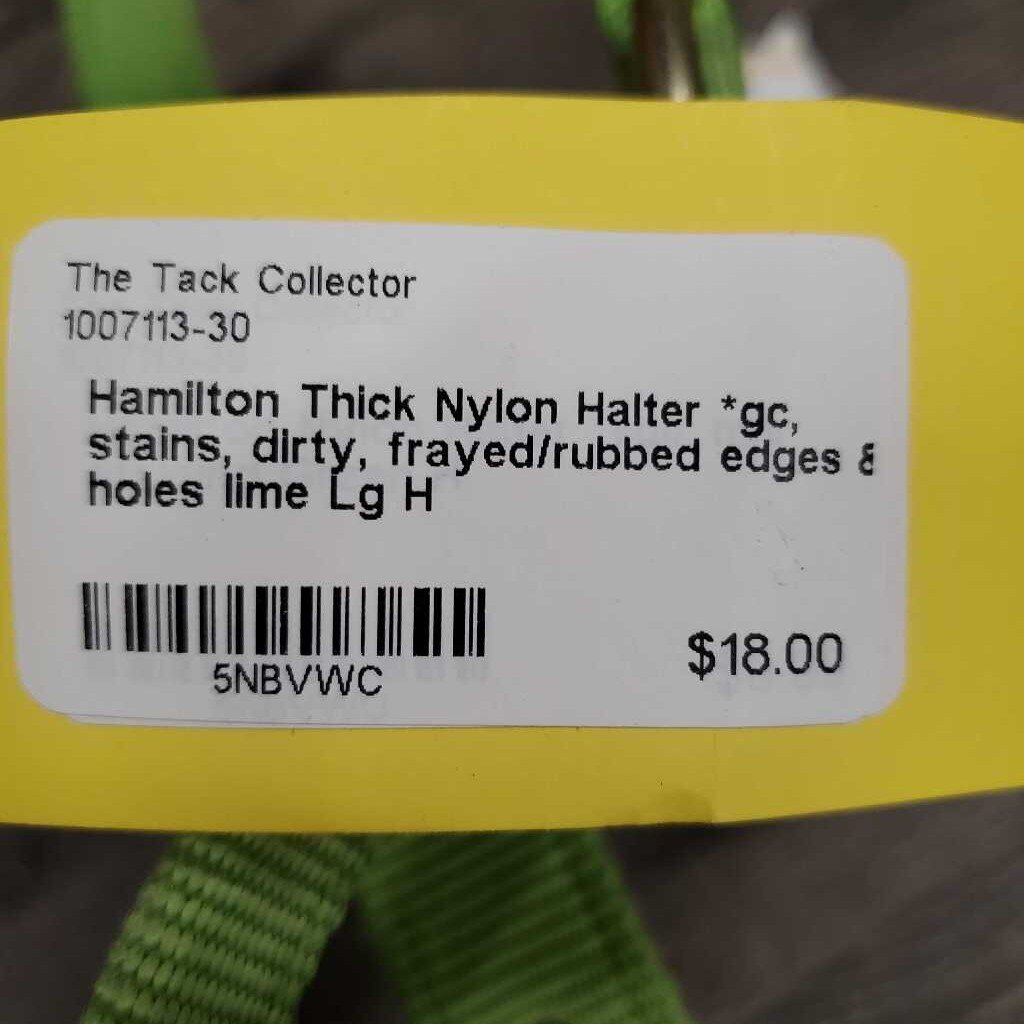 The Tack Collector
1007113-30
Hamilton Thick Nylon Halter *gc,
stains, dirty, frayed/rubbed edges &
holes lime Lg H
5NBVWC
$18.00